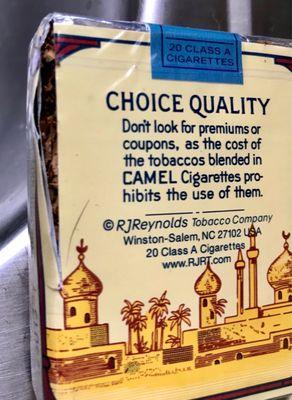 20 CLASS A
CIGARETTES
CHOICE QUALITY
Don't look for premiums or
coupons, as the cost of
the tobaccos blended in
CAMEL Cigarettes pro-
hibits the use of them.
©RJReynolds Tobacco Company
Winston-Salem, NC 27102 USA
20 Class A Cigarettes
www.RJRT.com